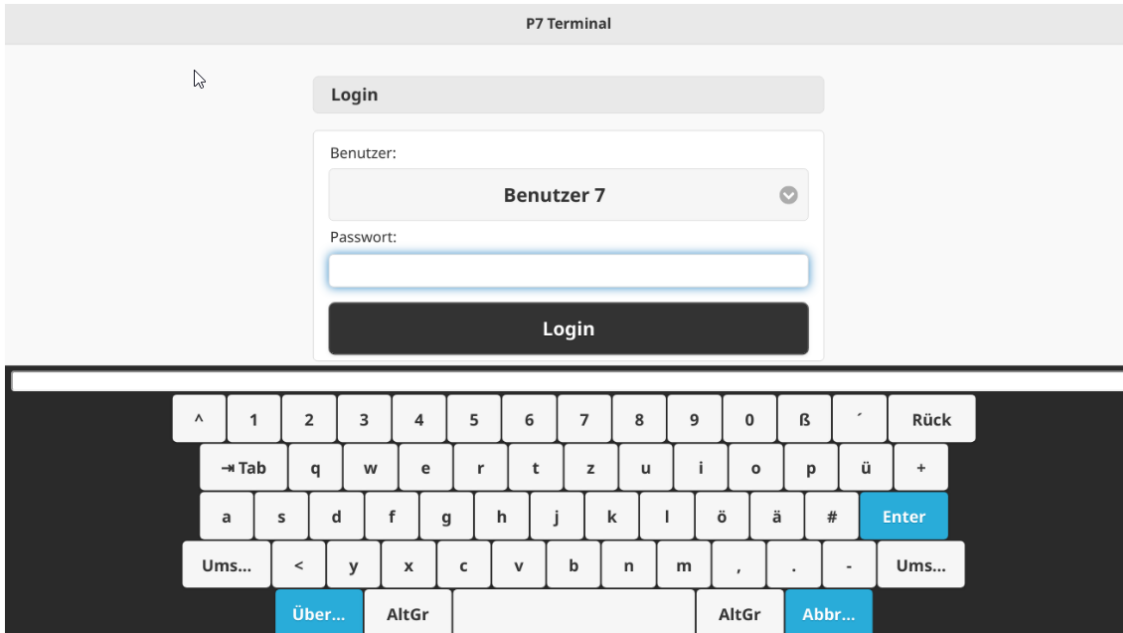 P7 Terminal
Login
Benutzer:
Benutzer 7
Passwort:
Login
^ 1 2 3 4 5 6 7 8 9 0 ß ´ Rück
⇥ Tab q w e r t z u i o p ü +
a s d f g h j k l ö ä # Enter
Ums... < y x c v b n m , . - Ums...
Über... AltGr AltGr Abbr...